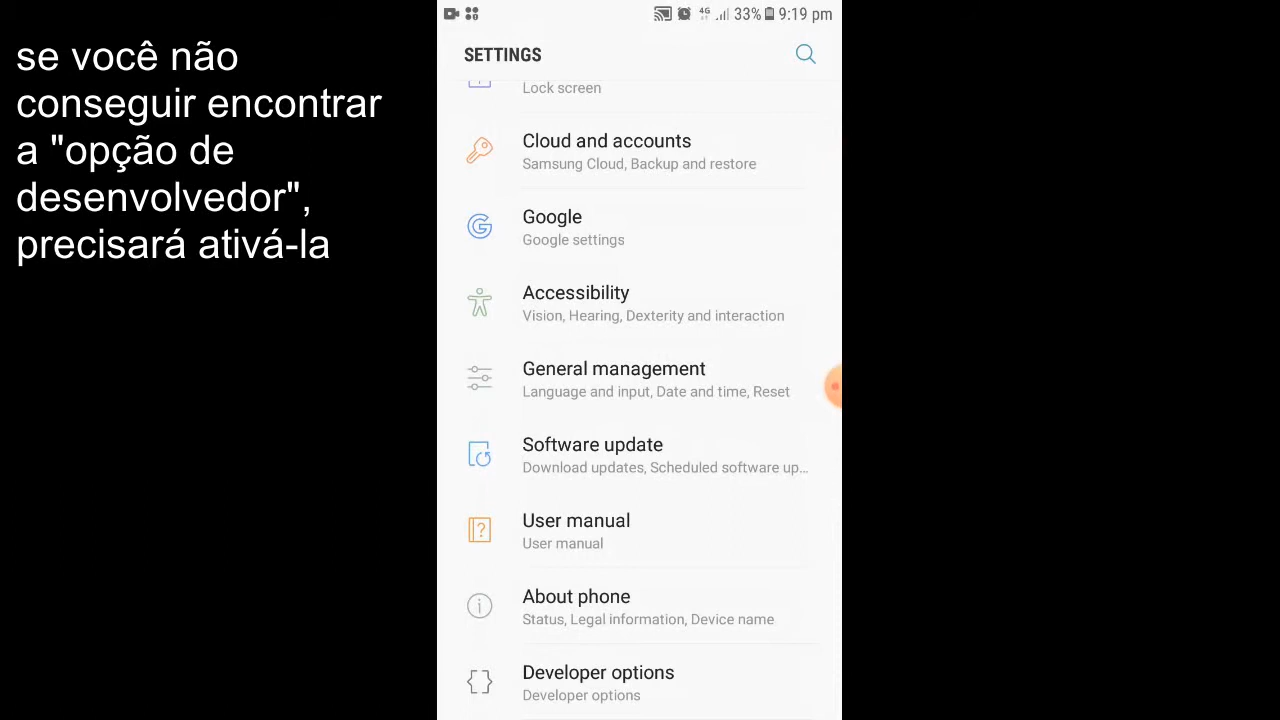 se você não
conseguir encontrar
a "opção de
desenvolvedor",
precisará ativá-la
4G 33% 9:19 pm
SETTINGS
Lock screen
Cloud and accounts
Samsung Cloud, Backup and restore
Google
Google settings
Accessibility
Vision, Hearing, Dexterity and interaction
General management
Language and input, Date and time, Reset
Software update
Download updates, Scheduled software up...
User manual
User manual
About phone
Status, Legal information, Device name
Developer options
Developer options